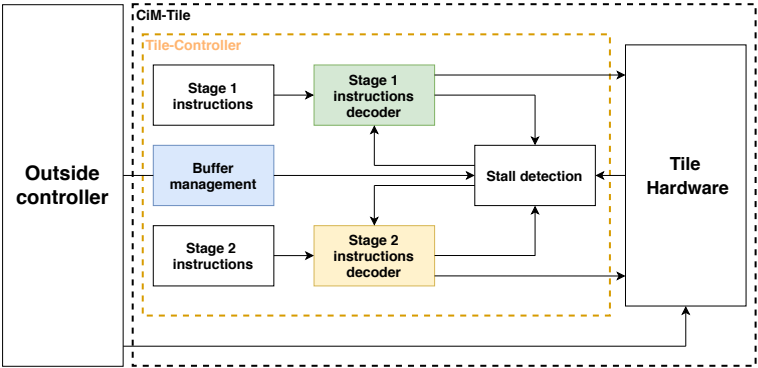 CiM-Tile
Tile-Controller
Stage 1
instructions
Stage 1
instructions
decoder
Outside
controller
Buffer
management
Stall detection
Tile
Hardware
Stage 2
instructions
Stage 2
instructions
decoder